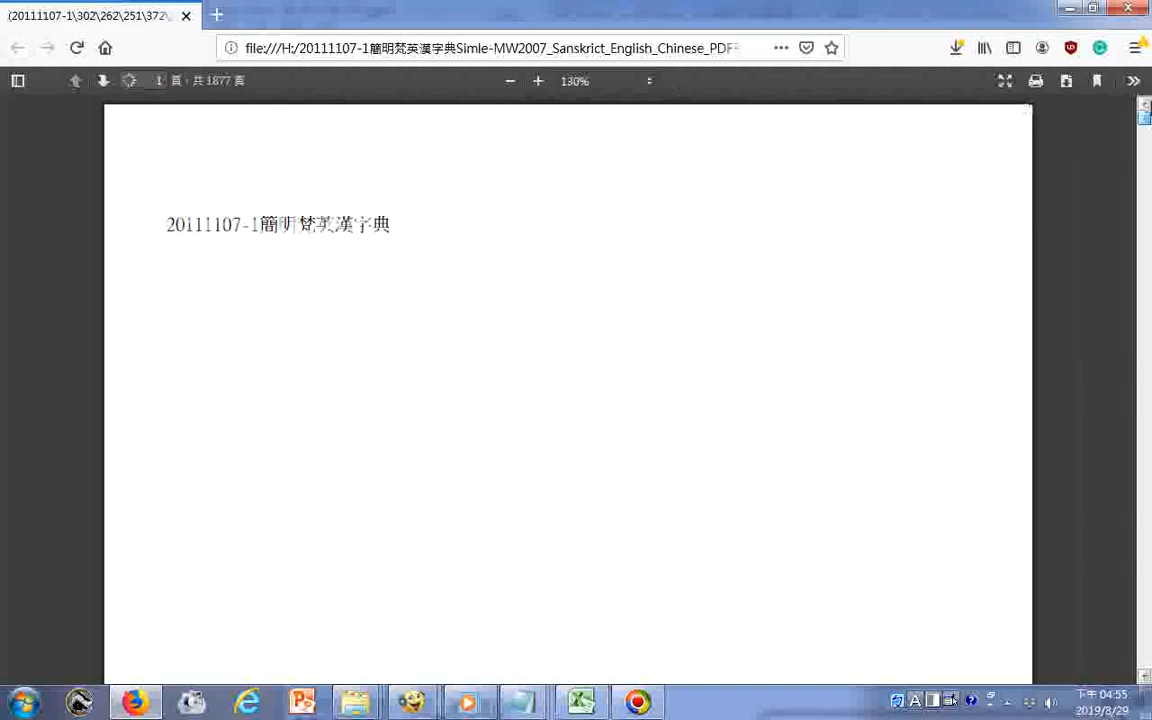 (20111107-1\302\262\251\372\
file:///H:/20111107-1簡明梵英漢字典Simle-MW2007_Sanskrict_English_Chinese_PDF
1 頁，共 1877 頁
130%
20111107-1簡明梵英漢字典
下午 04:55
2019/8/29